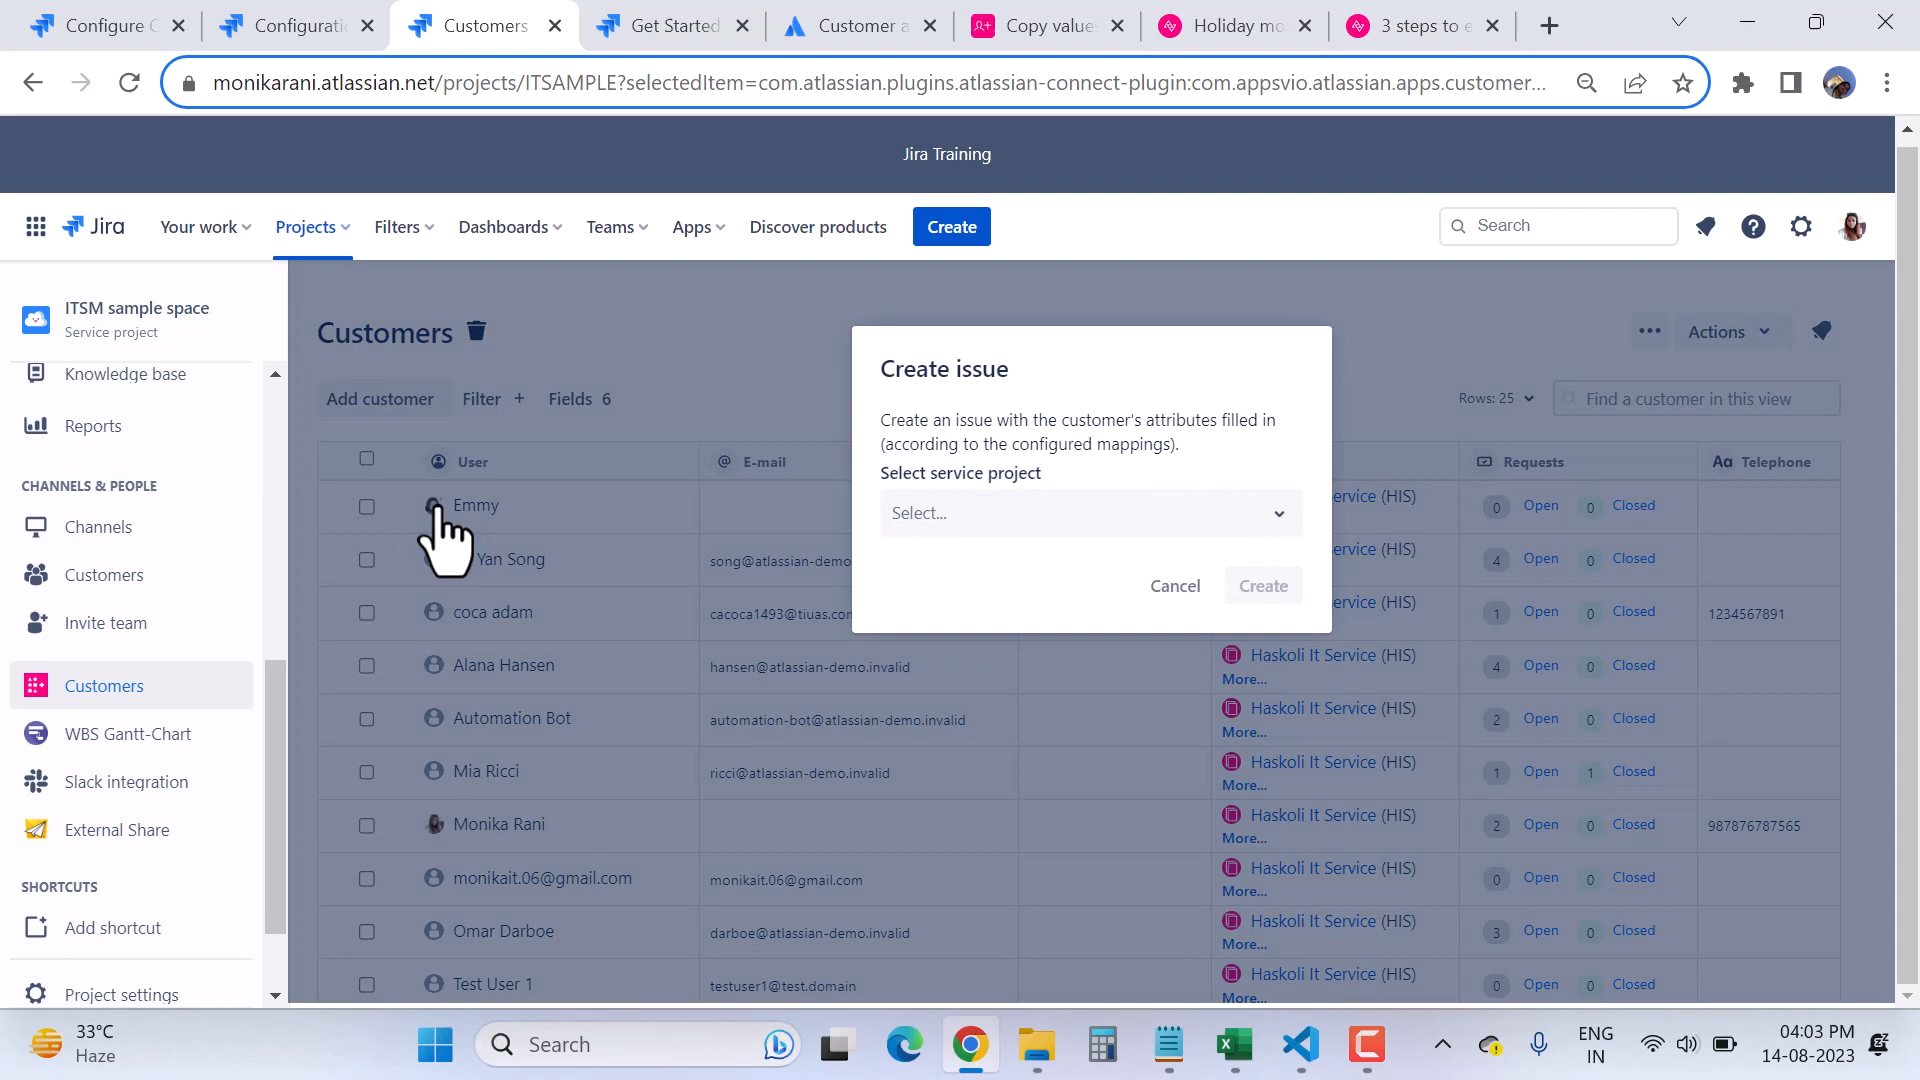 Configure C
Configuratio
Customers
Get Started
Customer a
Copy values
Holiday mo
3 steps to e
monikarani.atlassian.net/projects/ITSAMPLE?selectedItem=com.atlassian.plugins.atlassian-connect-plugin:com.appsvio.atlassian.apps.customer...
Jira Training
Jira
Your work
Projects
Filters
Dashboards
Teams
Apps
Discover products
Create
Search
ITSM sample space
Service project
Knowledge base
Reports
CHANNELS & PEOPLE
Channels
Customers
Invite team
Customers
WBS Gantt-Chart
Slack integration
External Share
SHORTCUTS
Add shortcut
Project settings
Customers
Actions
Add customer
Filter +
Fields 6
Rows: 25
Find a customer in this view
User
@ E-mail
Requests
Aa Telephone
Emmy
ervice (HIS)
0 Open 0 Closed
Yan Song
song@atlassian-demo
ervice (HIS)
4 Open 0 Closed
coca adam
cacoca1493@tiuas.com
ervice (HIS)
1 Open 0 Closed
1234567891
Alana Hansen
hansen@atlassian-demo.invalid
Haskoli It Service (HIS)
More...
4 Open 0 Closed
Automation Bot
automation-bot@atlassian-demo.invalid
Haskoli It Service (HIS)
More...
2 Open 0 Closed
Mia Ricci
ricci@atlassian-demo.invalid
Haskoli It Service (HIS)
More...
1 Open 1 Closed
Monika Rani
Haskoli It Service (HIS)
More...
2 Open 0 Closed
987876787565
monikait.06@gmail.com
monikait.06@gmail.com
Haskoli It Service (HIS)
More...
0 Open 0 Closed
Omar Darboe
darboe@atlassian-demo.invalid
Haskoli It Service (HIS)
More...
3 Open 0 Closed
Test User 1
testuser1@test.domain
Haskoli It Service (HIS)
More...
0 Open 0 Closed
Create issue
Create an issue with the customer's attributes filled in
(according to the configured mappings).
Select service project
Select...
Cancel
Create
33°C
Haze
Search
ENG
IN
04:03 PM
14-08-2023